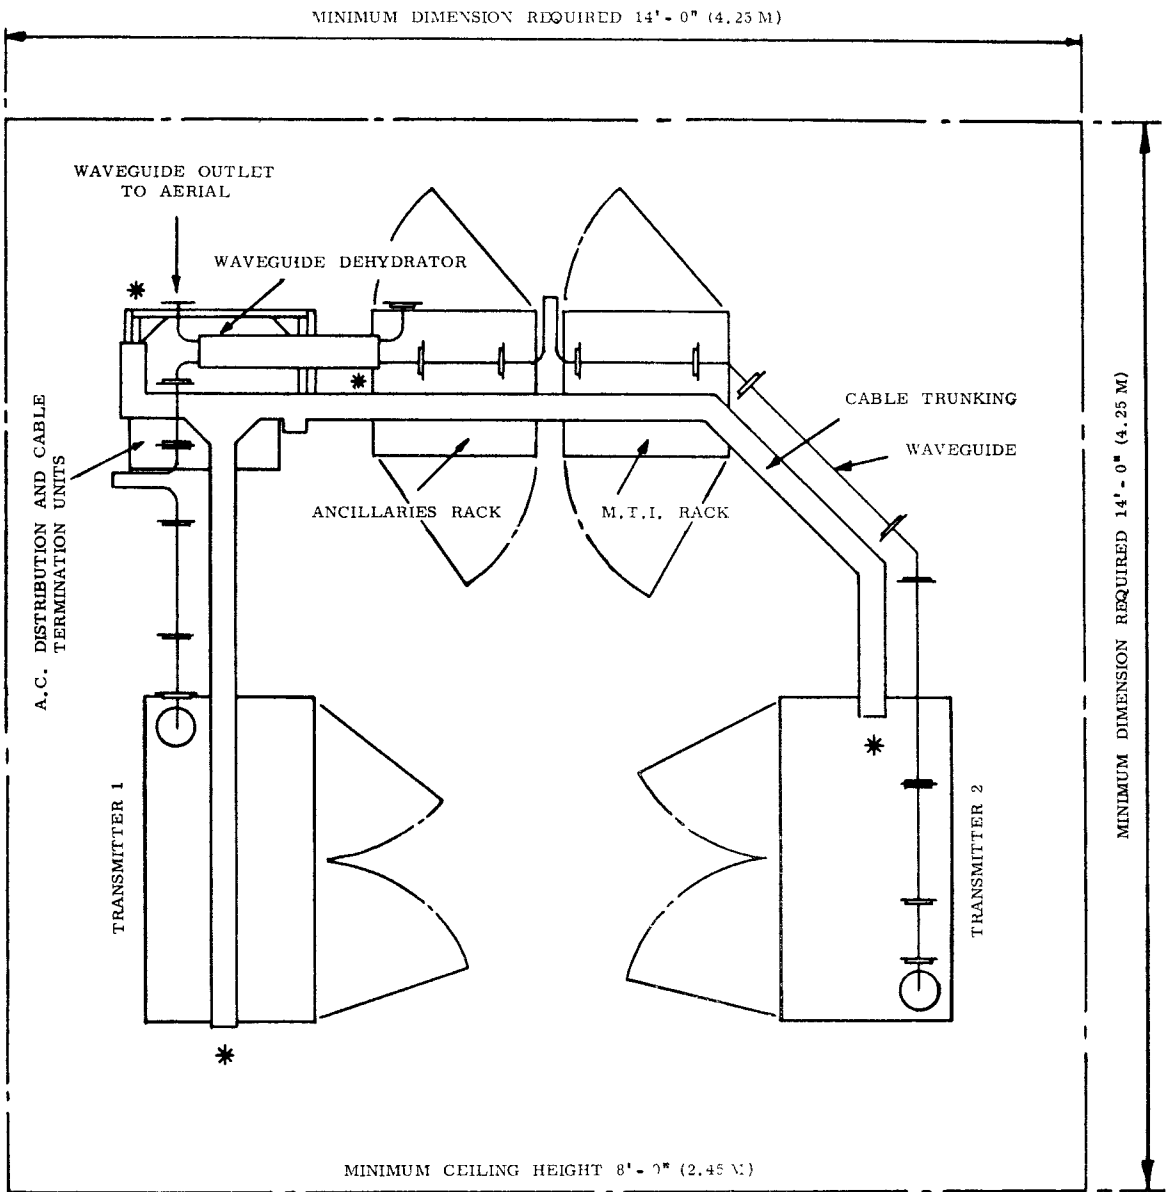 MINIMUM DIMENSION REQUIRED 14'- 0" (4.25 M)
WAVEGUIDE OUTLET
TO AERIAL
WAVEGUIDE DEHYDRATOR
CABLE TRUNKING
WAVEGUIDE
A.C. DISTRIBUTION AND CABLE
TERMINATION UNITS
ANCILLARIES RACK
M.T.I. RACK
MINIMUM DIMENSION REQUIRED 14'- 0" (4.25 M)
TRANSMITTER 1
TRANSMITTER 2
MINIMUM CEILING HEIGHT 8'- 0" (2.45 M)